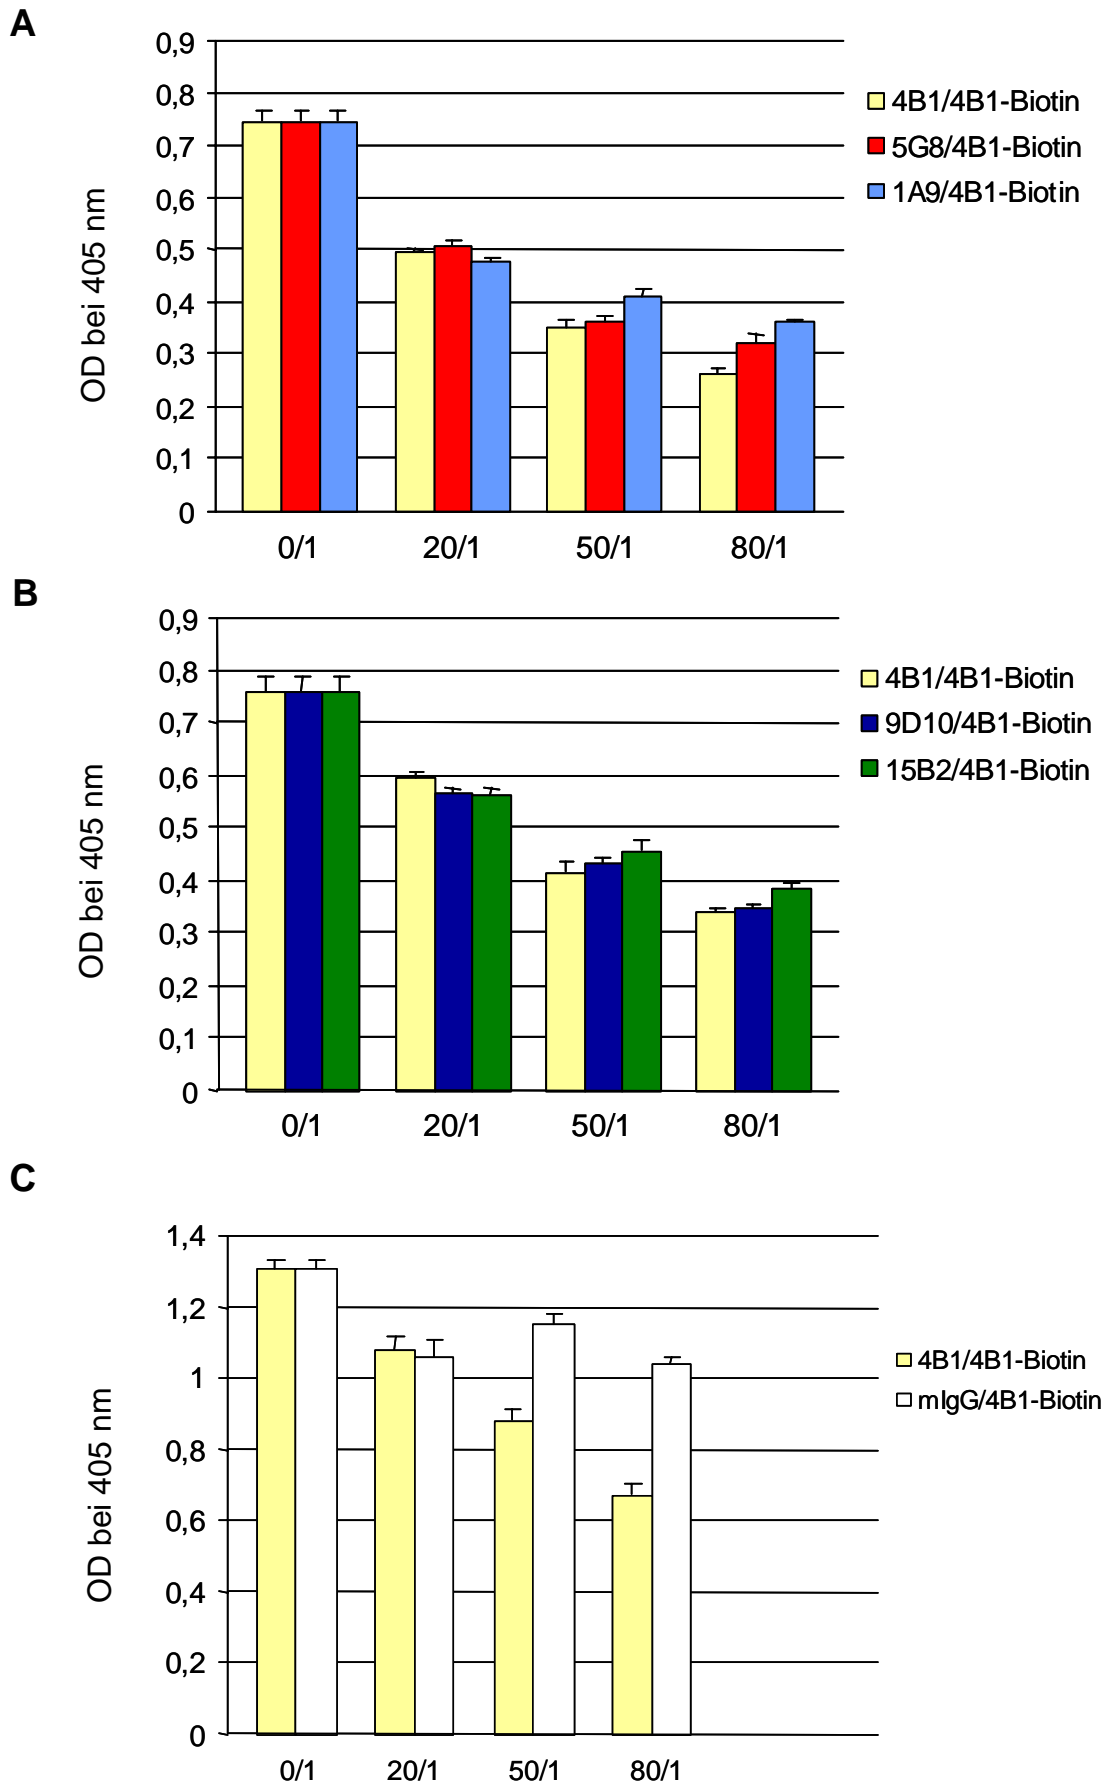 A
0,9
0,8
0,7
0,6
0,5
0,4
0,3
0,2
0,1
0
OD bei 405 nm
0/1 20/1 50/1 80/1
4B1/4B1-Biotin
5G8/4B1-Biotin
1A9/4B1-Biotin
B
0,9
0,8
0,7
0,6
0,5
0,4
0,3
0,2
0,1
0
OD bei 405 nm
0/1 20/1 50/1 80/1
4B1/4B1-Biotin
9D10/4B1-Biotin
15B2/4B1-Biotin
C
1,4
1,2
1
0,8
0,6
0,4
0,2
0
OD bei 405 nm
0/1 20/1 50/1 80/1
4B1/4B1-Biotin
mIgG/4B1-Biotin